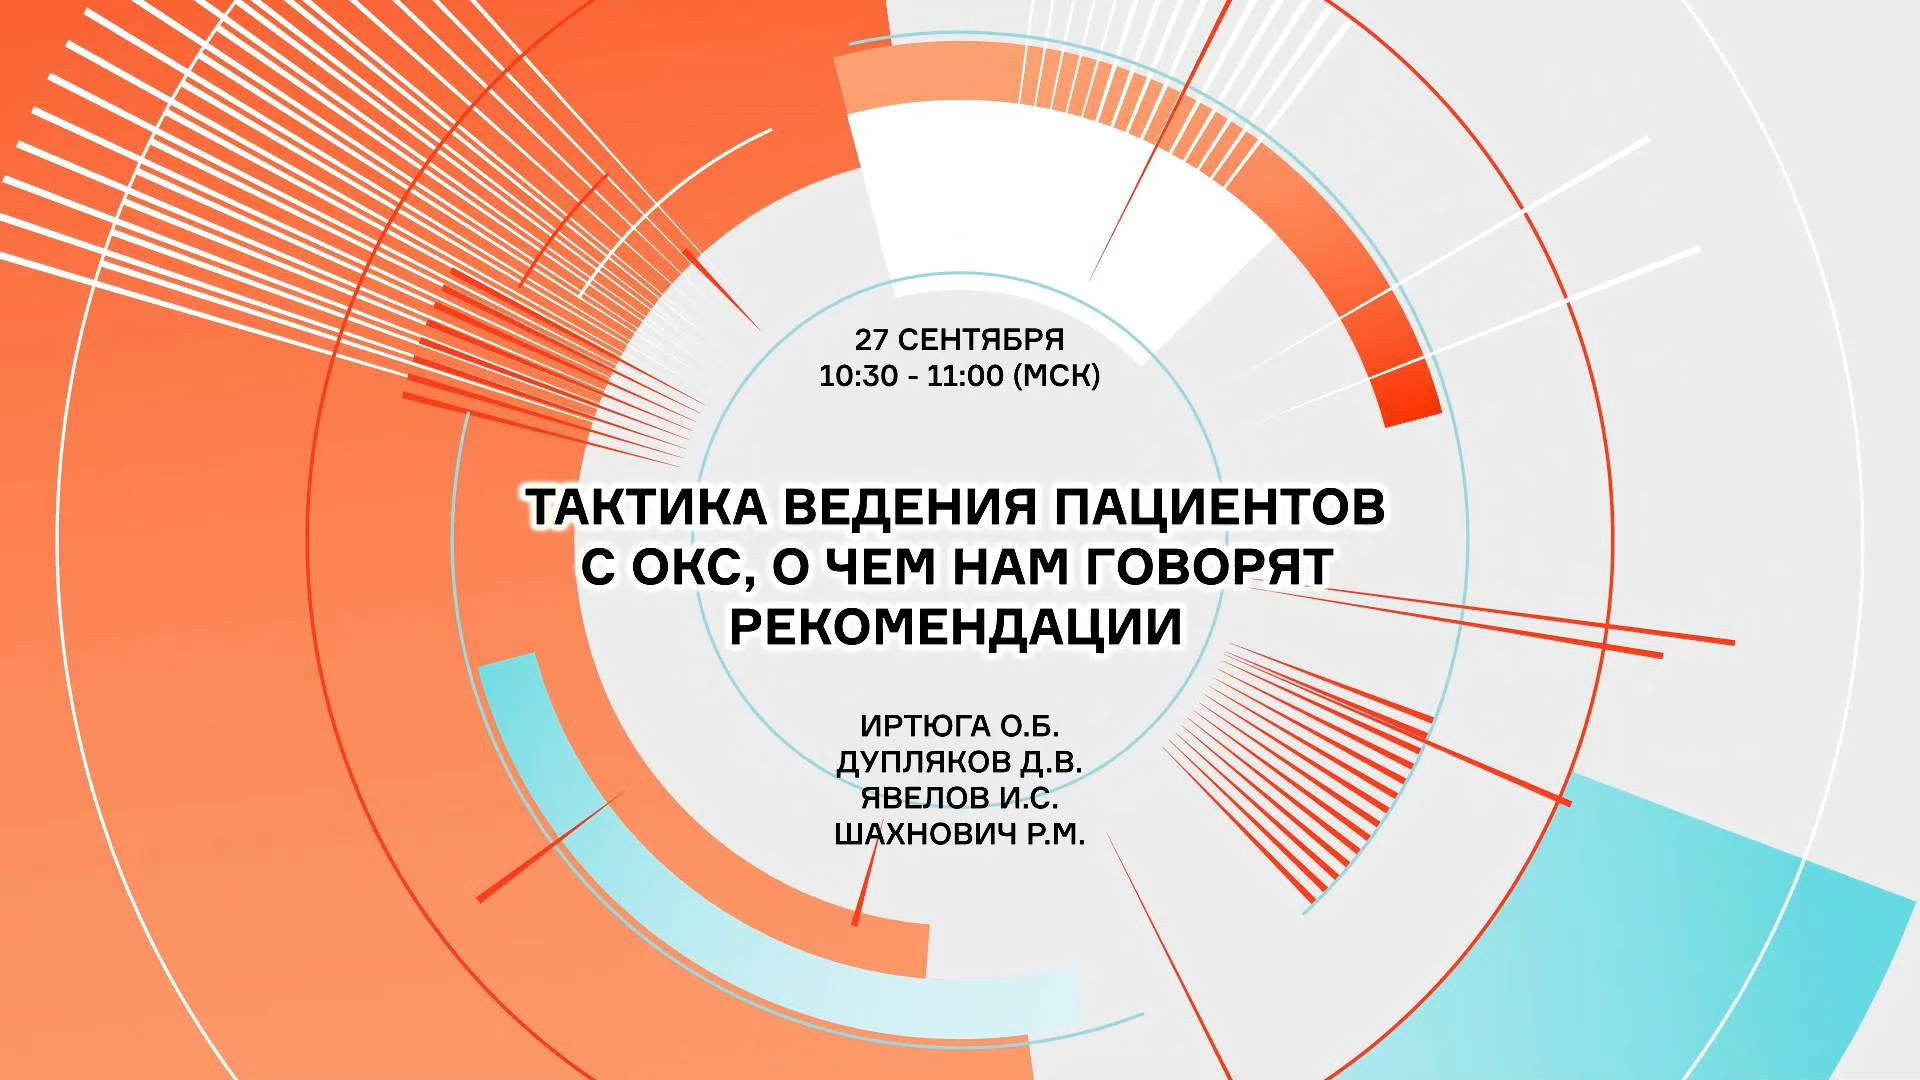 27 СЕНТЯБРЯ
10:30 - 11:00 (МСК)
ТАКТИКА ВЕДЕНИЯ ПАЦИЕНТОВ
С ОКС, О ЧЕМ НАМ ГОВОРЯТ
РЕКОМЕНДАЦИИ
ИРТЮГА О.Б.
ДУПЛЯКОВ Д.В.
ЯВЕЛОВ И.С.
ШАХНОВИЧ Р.М.